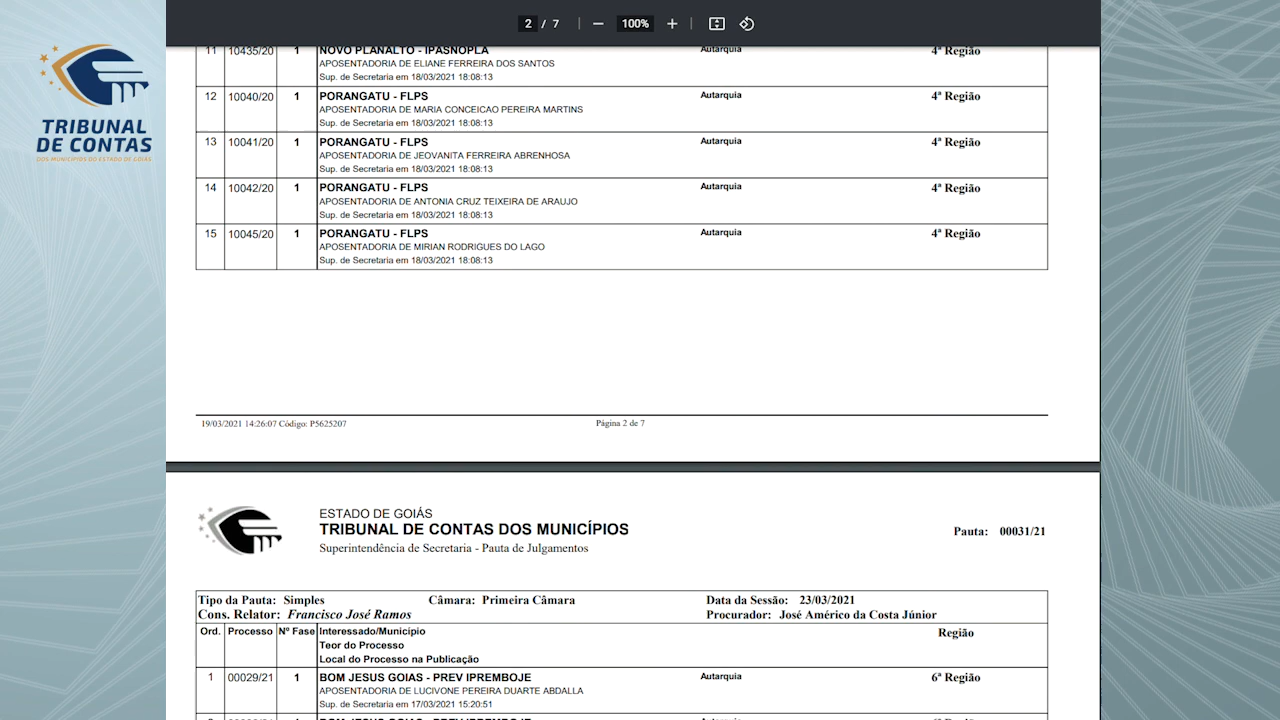 2 / 7 | − 100% + |
TRIBUNAL
DE CONTAS
DOS MUNICÍPIOS DO ESTADO DE GOIÁS
11 10435/20 1 NOVO PLANALTO - IPASNOPLA Autarquia 4ª Região
APOSENTADORIA DE ELIANE FERREIRA DOS SANTOS
Sup. de Secretaria em 18/03/2021 18:08:13
12 10040/20 1 PORANGATU - FLPS Autarquia 4ª Região
APOSENTADORIA DE MARIA CONCEICAO PEREIRA MARTINS
Sup. de Secretaria em 18/03/2021 18:08:13
13 10041/20 1 PORANGATU - FLPS Autarquia 4ª Região
APOSENTADORIA DE JEOVANITA FERREIRA ABRENHOSA
Sup. de Secretaria em 18/03/2021 18:08:13
14 10042/20 1 PORANGATU - FLPS Autarquia 4ª Região
APOSENTADORIA DE ANTONIA CRUZ TEIXEIRA DE ARAUJO
Sup. de Secretaria em 18/03/2021 18:08:13
15 10045/20 1 PORANGATU - FLPS Autarquia 4ª Região
APOSENTADORIA DE MIRIAN RODRIGUES DO LAGO
Sup. de Secretaria em 18/03/2021 18:08:13
19/03/2021 14:26:07 Código: P5625207 Página 2 de 7
ESTADO DE GOIÁS
TRIBUNAL DE CONTAS DOS MUNICÍPIOS
Superintendência de Secretaria - Pauta de Julgamentos
Pauta: 00031/21
Tipo da Pauta: Simples Câmara: Primeira Câmara Data da Sessão: 23/03/2021
Cons. Relator: Francisco José Ramos Procurador: José Américo da Costa Júnior
Ord. Processo Nº Fase Interessado/Município Região
Teor do Processo
Local do Processo na Publicação
1 00029/21 1 BOM JESUS GOIAS - PREV IPREMBOJE Autarquia 6ª Região
APOSENTADORIA DE LUCIVONE PEREIRA DUARTE ABDALLA
Sup. de Secretaria em 17/03/2021 15:20:51